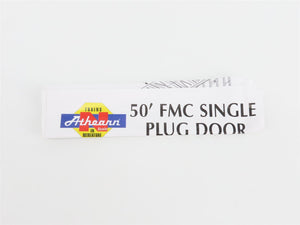 TRAINS
Athearn
IN
MINIATURE
50' FMC SINGLE
PLUG DOOR